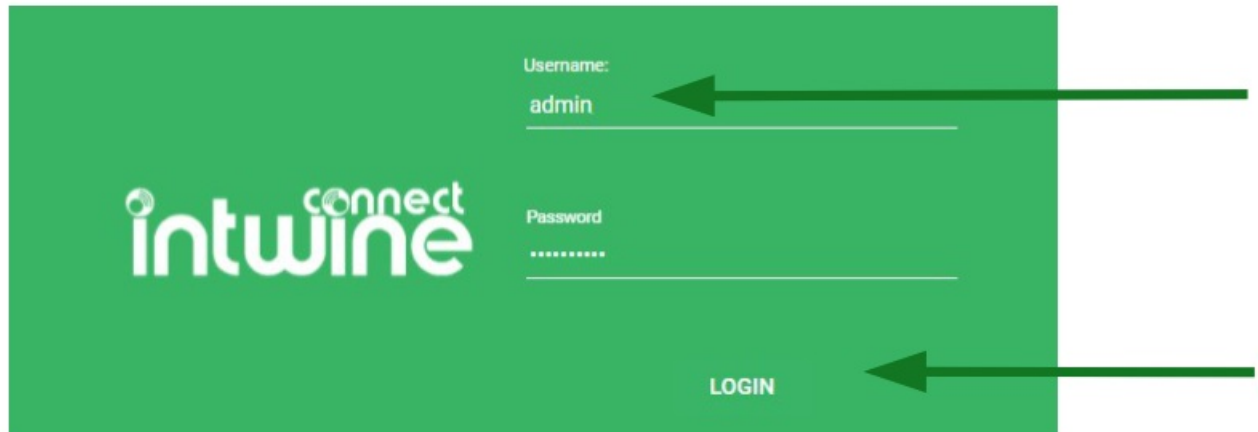 Username:
admin
connect
intwine
Password
••••••••••
LOGIN